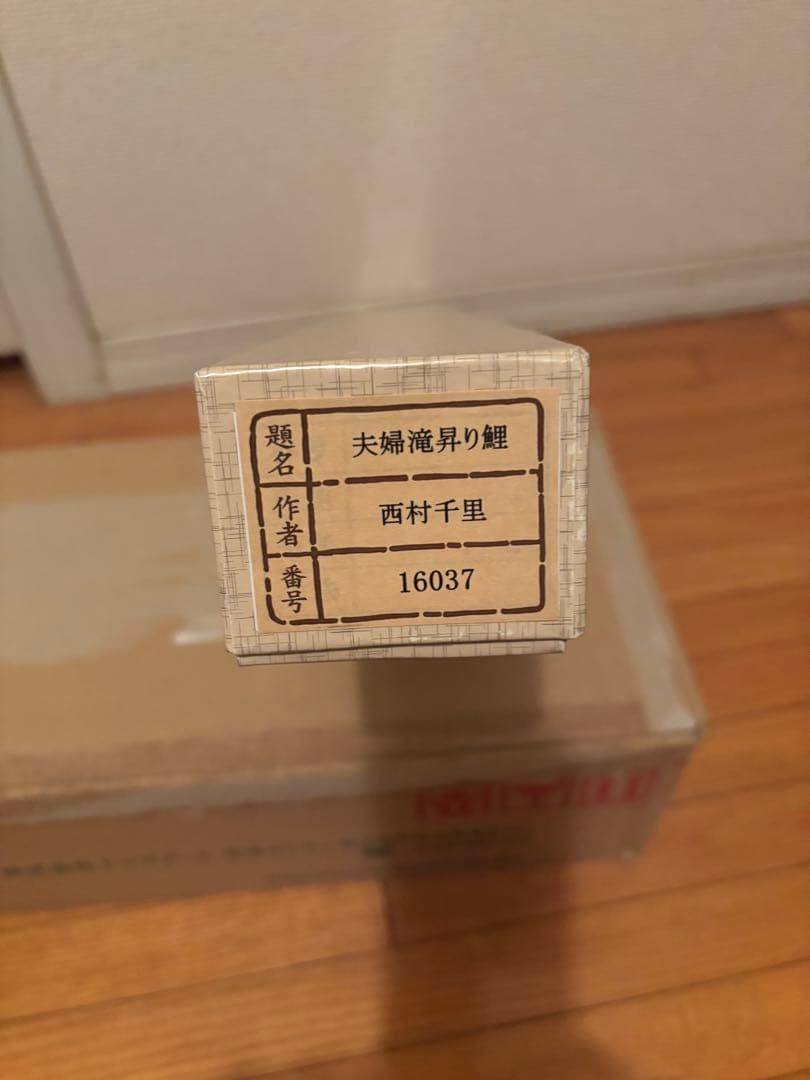 題名 夫婦滝昇り鯉
作者 西村千里
番号 16037